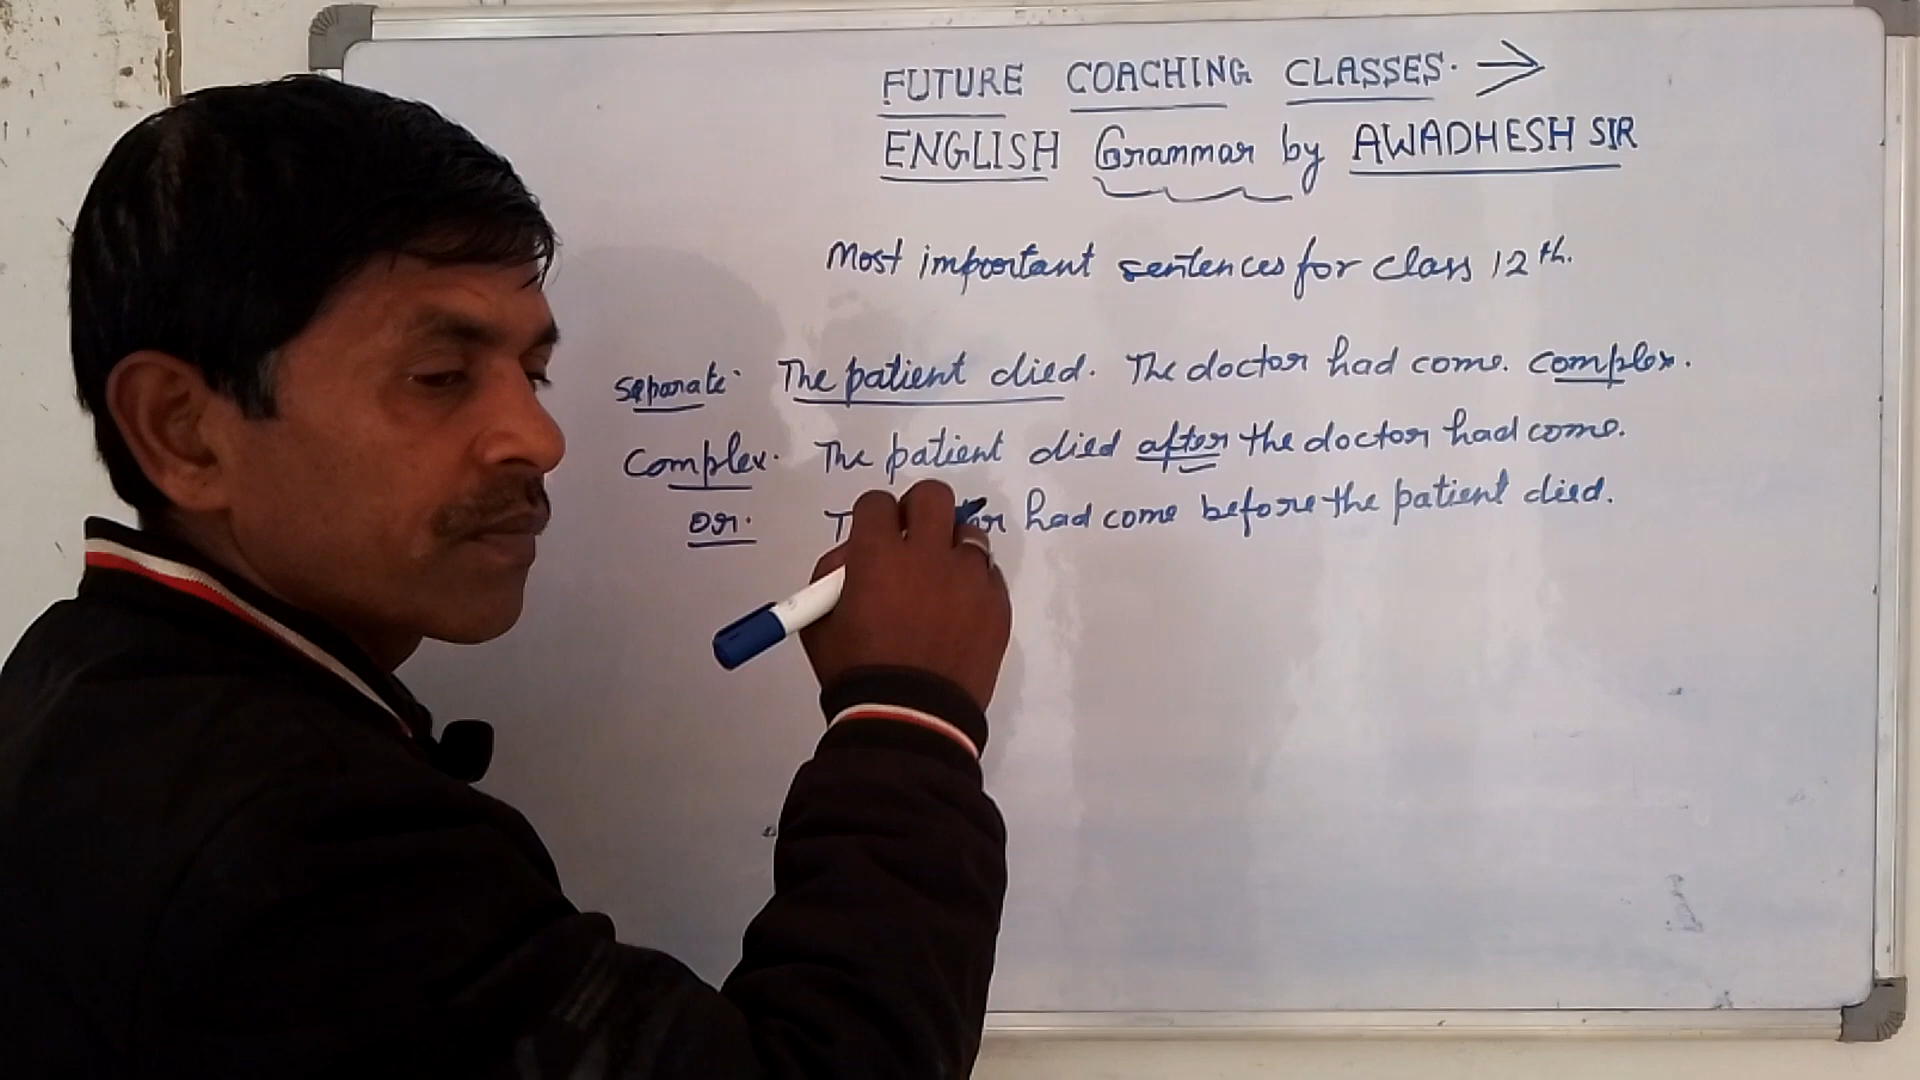 FUTURE COACHING CLASSES. →
ENGLISH Grammar by AWADHESH SIR
Most important sentences for class 12th.
separate. The patient died. The doctor had come. complex.
Complex. The patient died after the doctor had come.
or. had come before the patient died.